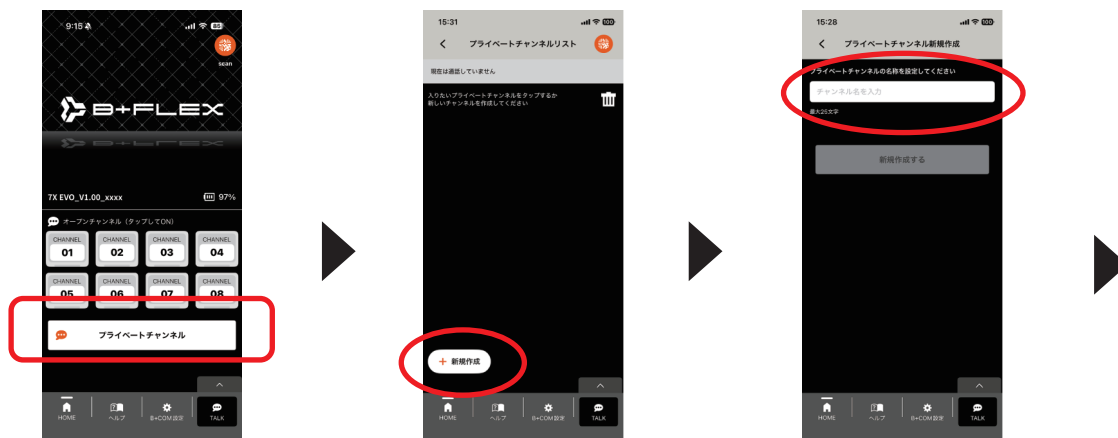 9:15
85
scan
B+FLEX
7X EVO_V1.00_xxxx
97%
オープンチャンネル（タップしてON）
CHANNEL
01
CHANNEL
02
CHANNEL
03
CHANNEL
04
CHANNEL
05
CHANNEL
06
CHANNEL
07
CHANNEL
08
プライベートチャンネル
HOME
ヘルプ
B+COM設定
TALK
15:31
100
プライベートチャンネルリスト
現在は通話していません
入りたいプライベートチャンネルをタップするか
新しいチャンネルを作成してください
+ 新規作成
HOME
ヘルプ
B+COM設定
TALK
15:28
100
プライベートチャンネル新規作成
プライベートチャンネルの名称を設定してください
チャンネル名を入力
最大25文字
新規作成する
HOME
ヘルプ
B+COM設定
TALK